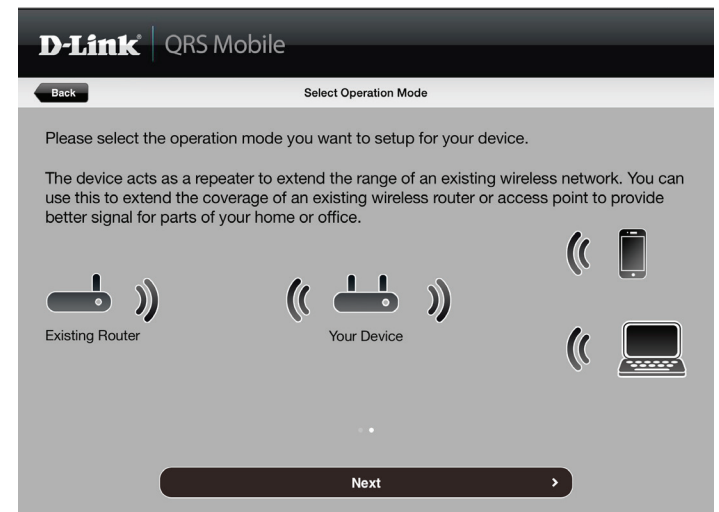 D-Link® QRS Mobile
Back
Select Operation Mode
Please select the operation mode you want to setup for your device.
The device acts as a repeater to extend the range of an existing wireless network. You can
use this to extend the coverage of an existing wireless router or access point to provide
better signal for parts of your home or office.
Existing Router
Your Device
Next